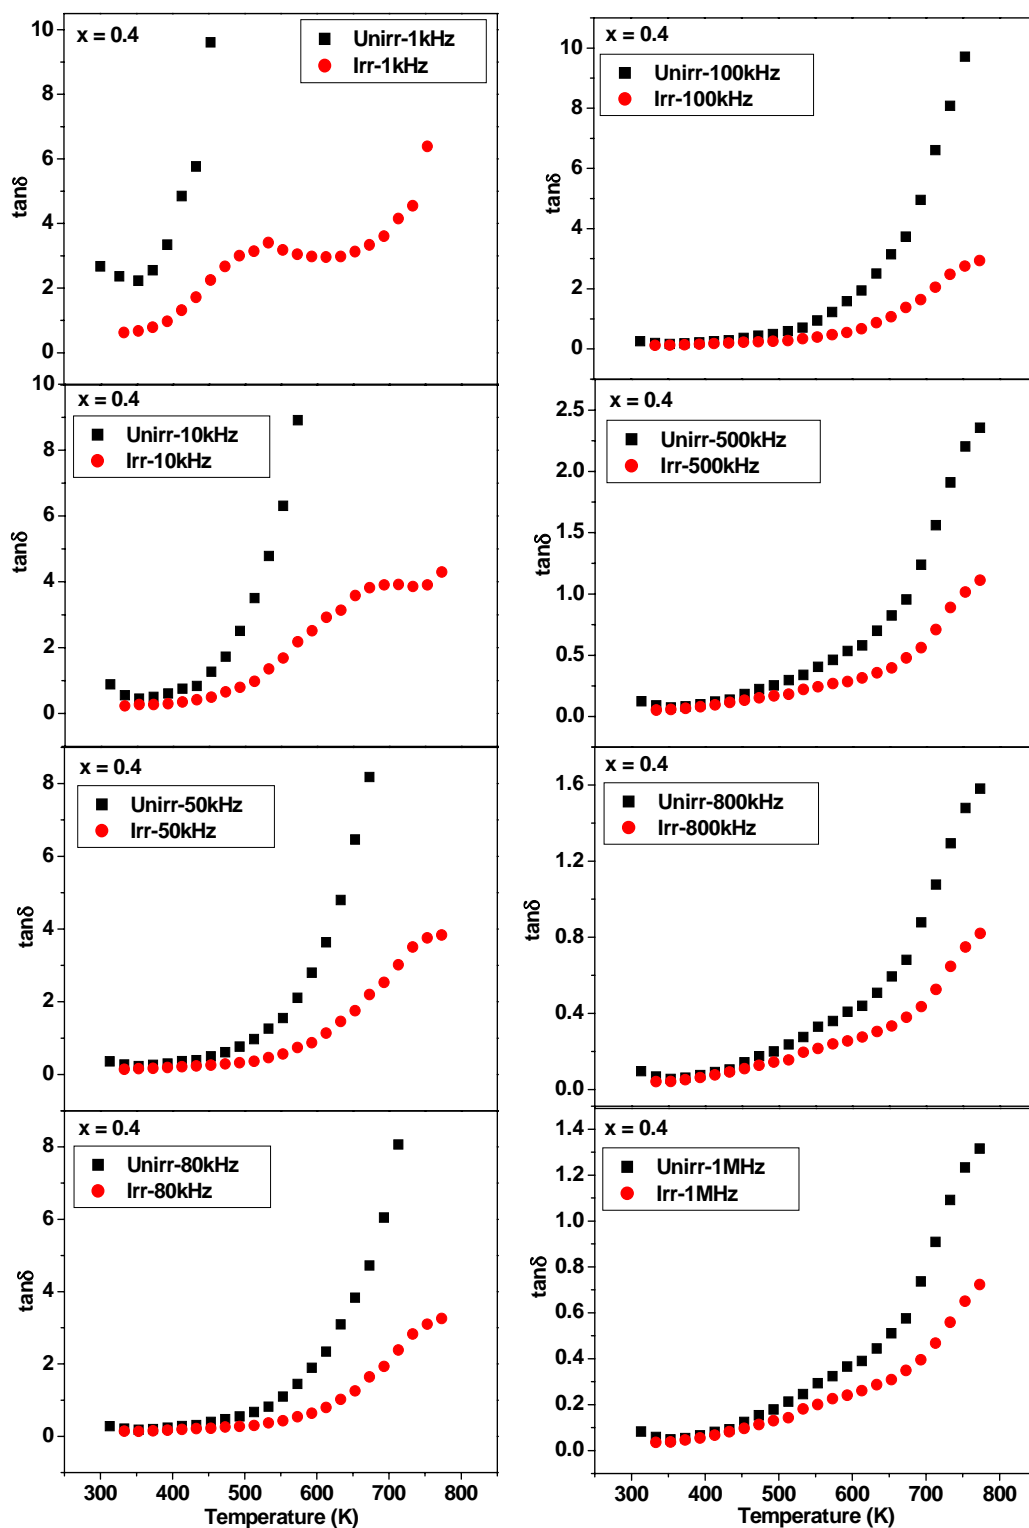 x = 0.4
Unirr-1kHz
Irr-1kHz
10
8
6
4
2
0
tanδ
x = 0.4
Unirr-10kHz
Irr-10kHz
10
8
6
4
2
0
tanδ
x = 0.4
Unirr-50kHz
Irr-50kHz
8
6
4
2
0
tanδ
x = 0.4
Unirr-80kHz
Irr-80kHz
8
6
4
2
0
tanδ
300 400 500 600 700 800
Temperature (K)
x = 0.4
Unirr-100kHz
Irr-100kHz
10
8
6
4
2
0
tanδ
x = 0.4
Unirr-500kHz
Irr-500kHz
2.5
2.0
1.5
1.0
0.5
0.0
tanδ
x = 0.4
Unirr-800kHz
Irr-800kHz
1.6
1.2
0.8
0.4
0.0
tanδ
x = 0.4
Unirr-1MHz
Irr-1MHz
1.4
1.2
1.0
0.8
0.6
0.4
0.2
0.0
tanδ
300 400 500 600 700 800
Temperature (K)